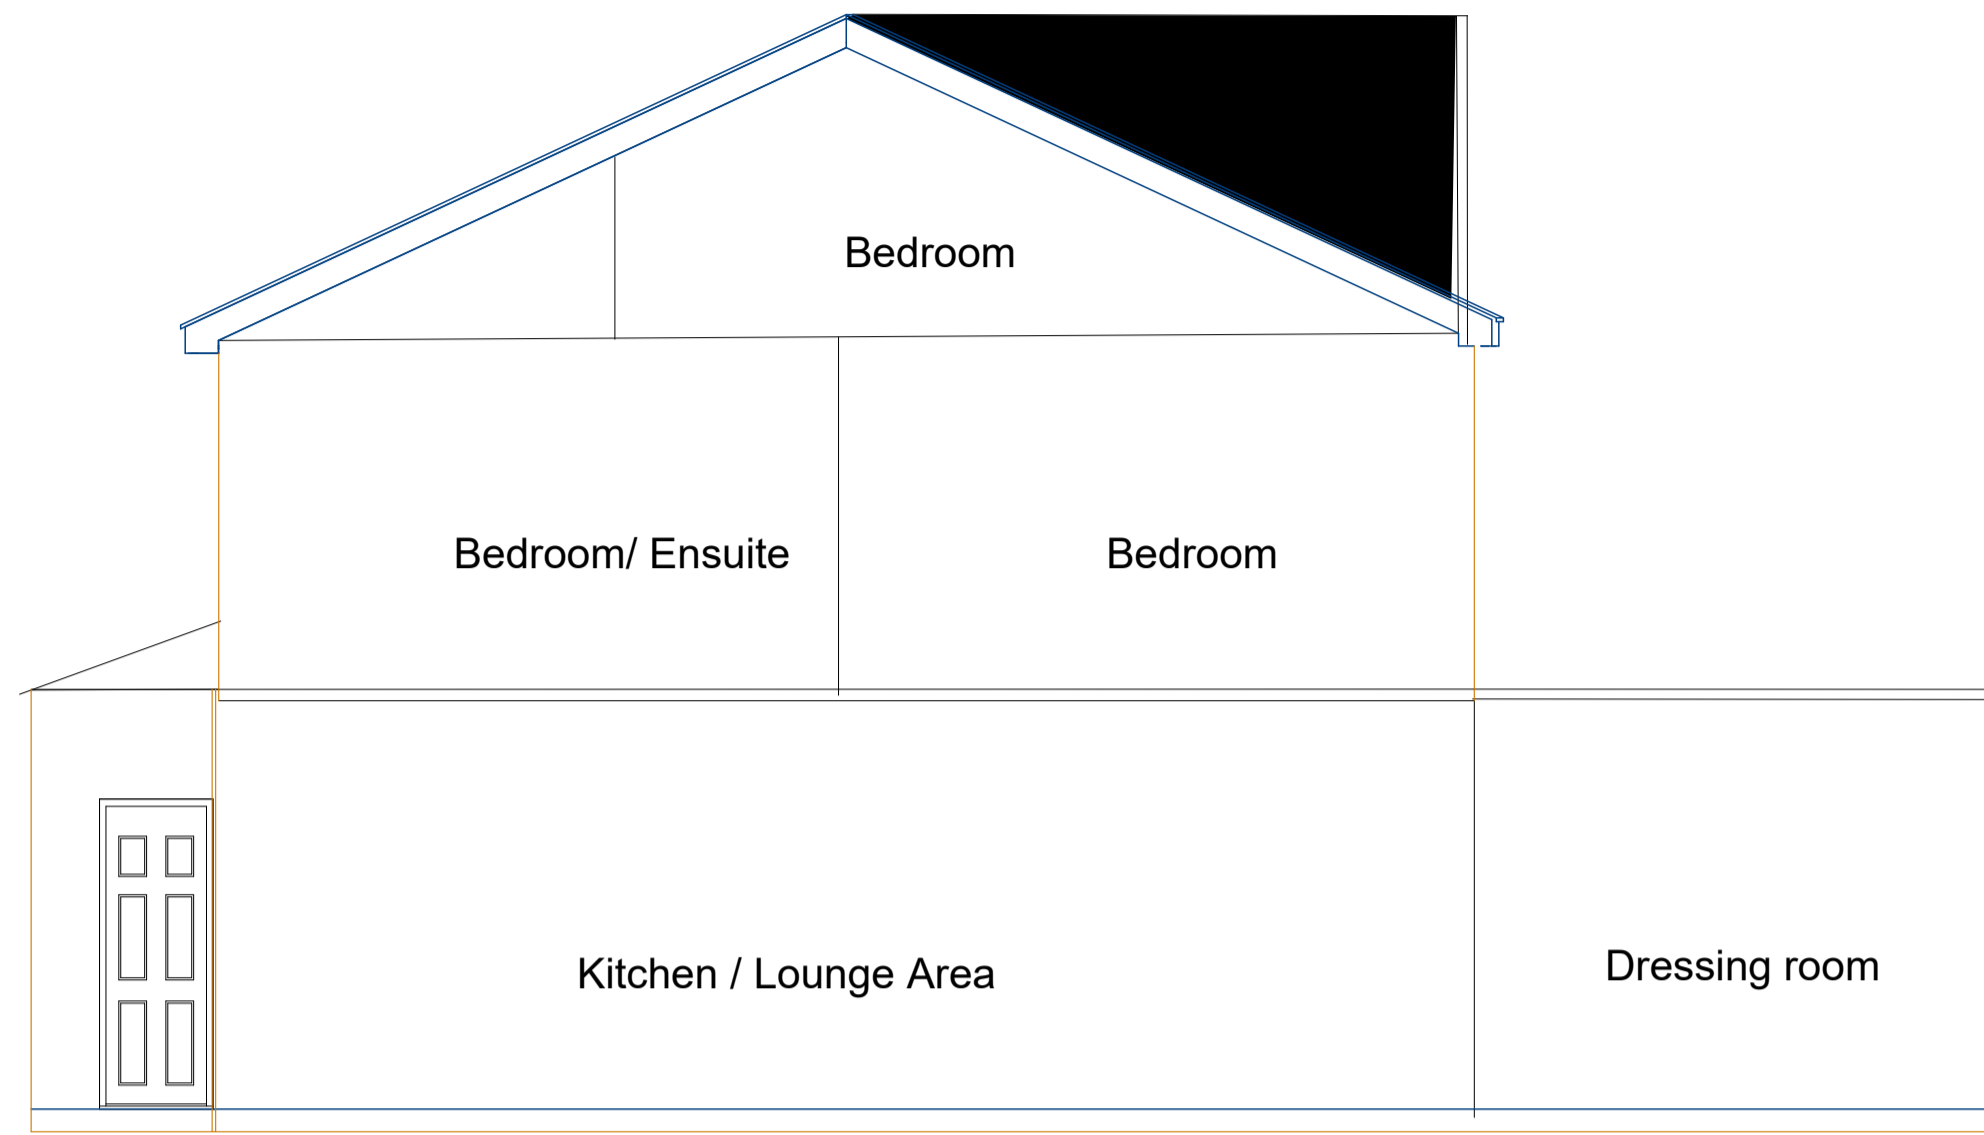 Bedroom
Bedroom/ Ensuite
Bedroom
Kitchen / Lounge Area
Dressing room